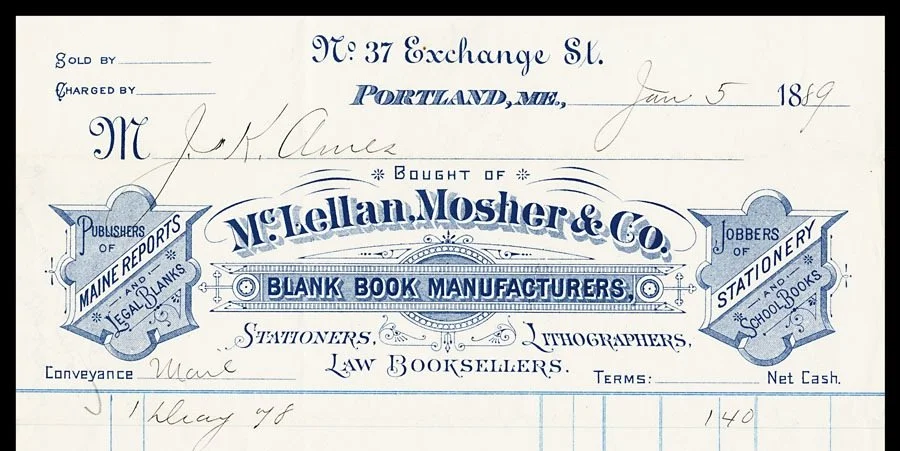 Nº 37 Exchange St.
SOLD BY
CHARGED BY
PORTLAND, ME., Jan 5 1889
M J. K. Ames
BOUGHT OF
McLellan, Mosher & Co.
PUBLISHERS
OF
MAINE REPORTS
AND
LEGAL BLANKS
BLANK BOOK MANUFACTURERS,
JOBBERS
OF
STATIONERY
AND
SCHOOL BOOKS
STATIONERS, LITHOGRAPHERS,
LAW BOOKSELLERS.
Conveyance Mail
TERMS: Net Cash.
1 78 140